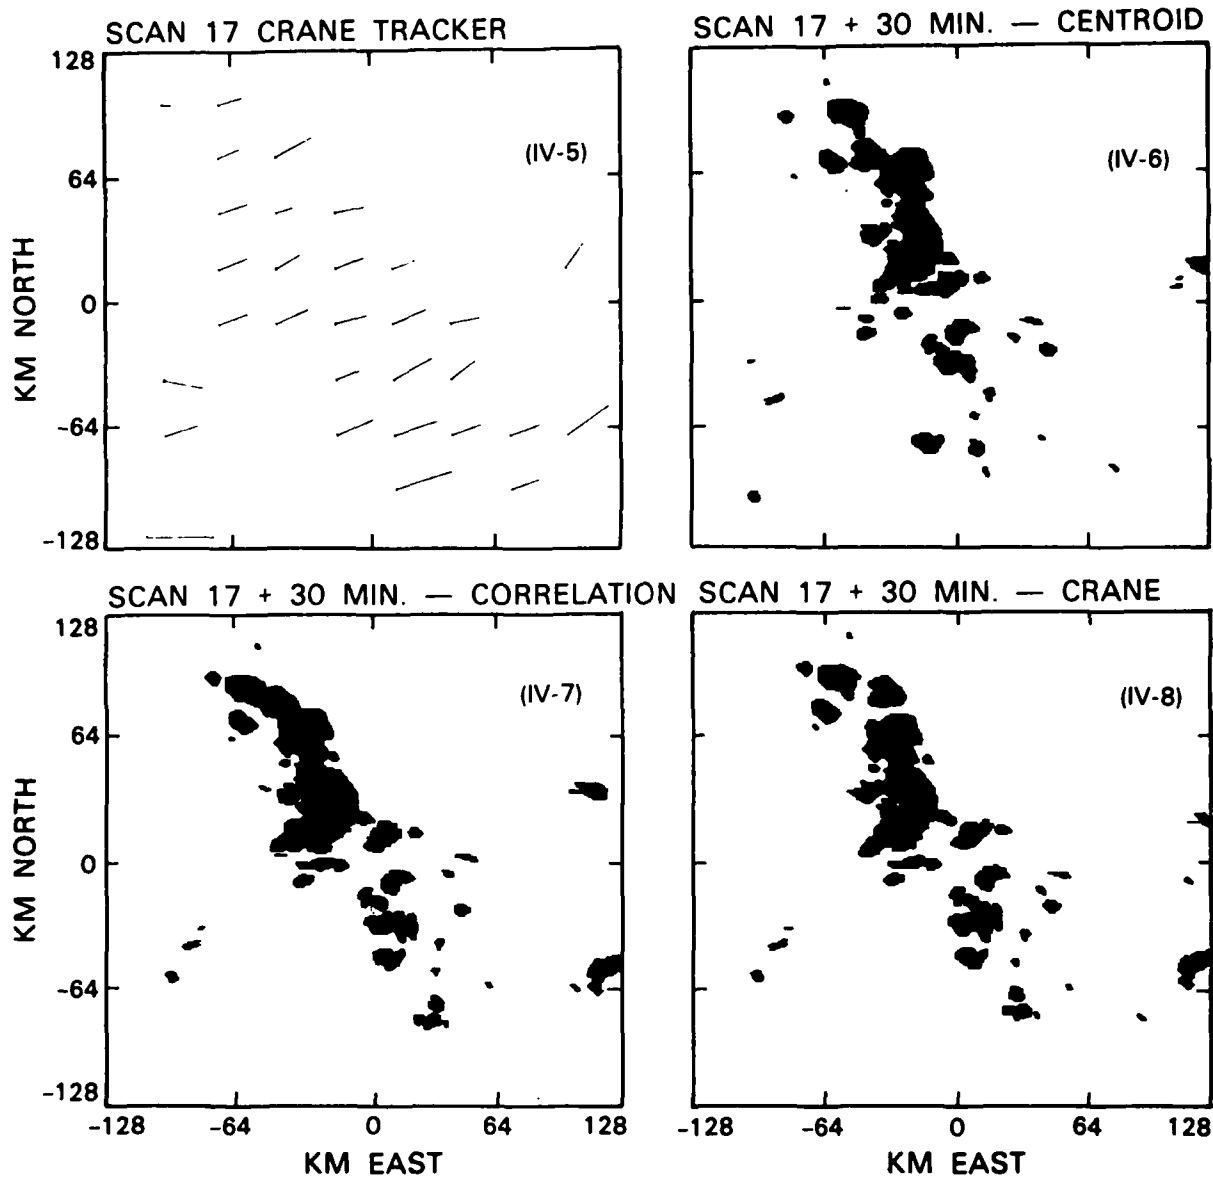 SCAN 17 CRANE TRACKER
SCAN 17 + 30 MIN. — CENTROID
128
(IV-5)
(IV-6)
64
KM NORTH
0
-64
-128
SCAN 17 + 30 MIN. — CORRELATION
SCAN 17 + 30 MIN. — CRANE
128
(IV-7)
(IV-8)
64
KM NORTH
0
-64
-128
-128 -64 0 64 128
-128 -64 0 64 128
KM EAST
KM EAST